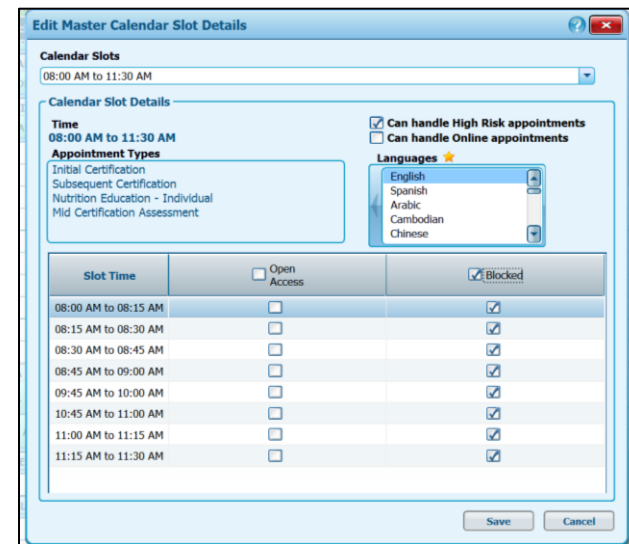 Edit Master Calendar Slot Details
Calendar Slots
08:00 AM to 11:30 AM
Calendar Slot Details
Time
08:00 AM to 11:30 AM
Can handle High Risk appointments
Can handle Online appointments
Appointment Types
Initial Certification
Subsequent Certification
Nutrition Education - Individual
Mid Certification Assessment
Languages
English
Spanish
Arabic
Cambodian
Chinese
Slot Time Open Access Blocked
08:00 AM to 08:15 AM
08:15 AM to 08:30 AM
08:30 AM to 08:45 AM
08:45 AM to 09:00 AM
09:45 AM to 10:00 AM
10:45 AM to 11:00 AM
11:00 AM to 11:15 AM
11:15 AM to 11:30 AM
Save Cancel